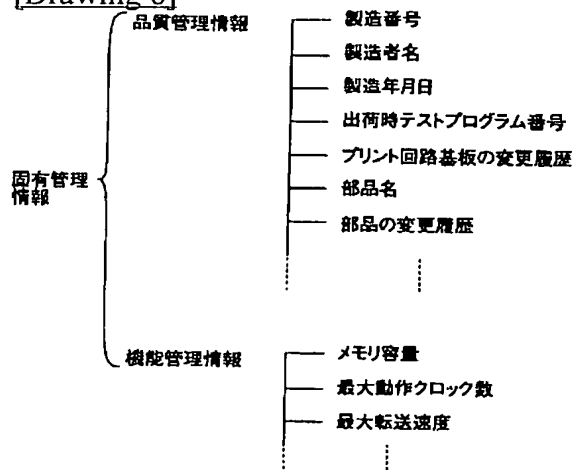 [Drawing 6]
品質管理情報
製造番号
製造者名
製造年月日
出荷時テストプログラム番号
プリント回路基板の変更履歴
部品名
部品の変更履歴
固有管理
情報
機能管理情報
メモリ容量
最大動作クロック数
最大転送速度